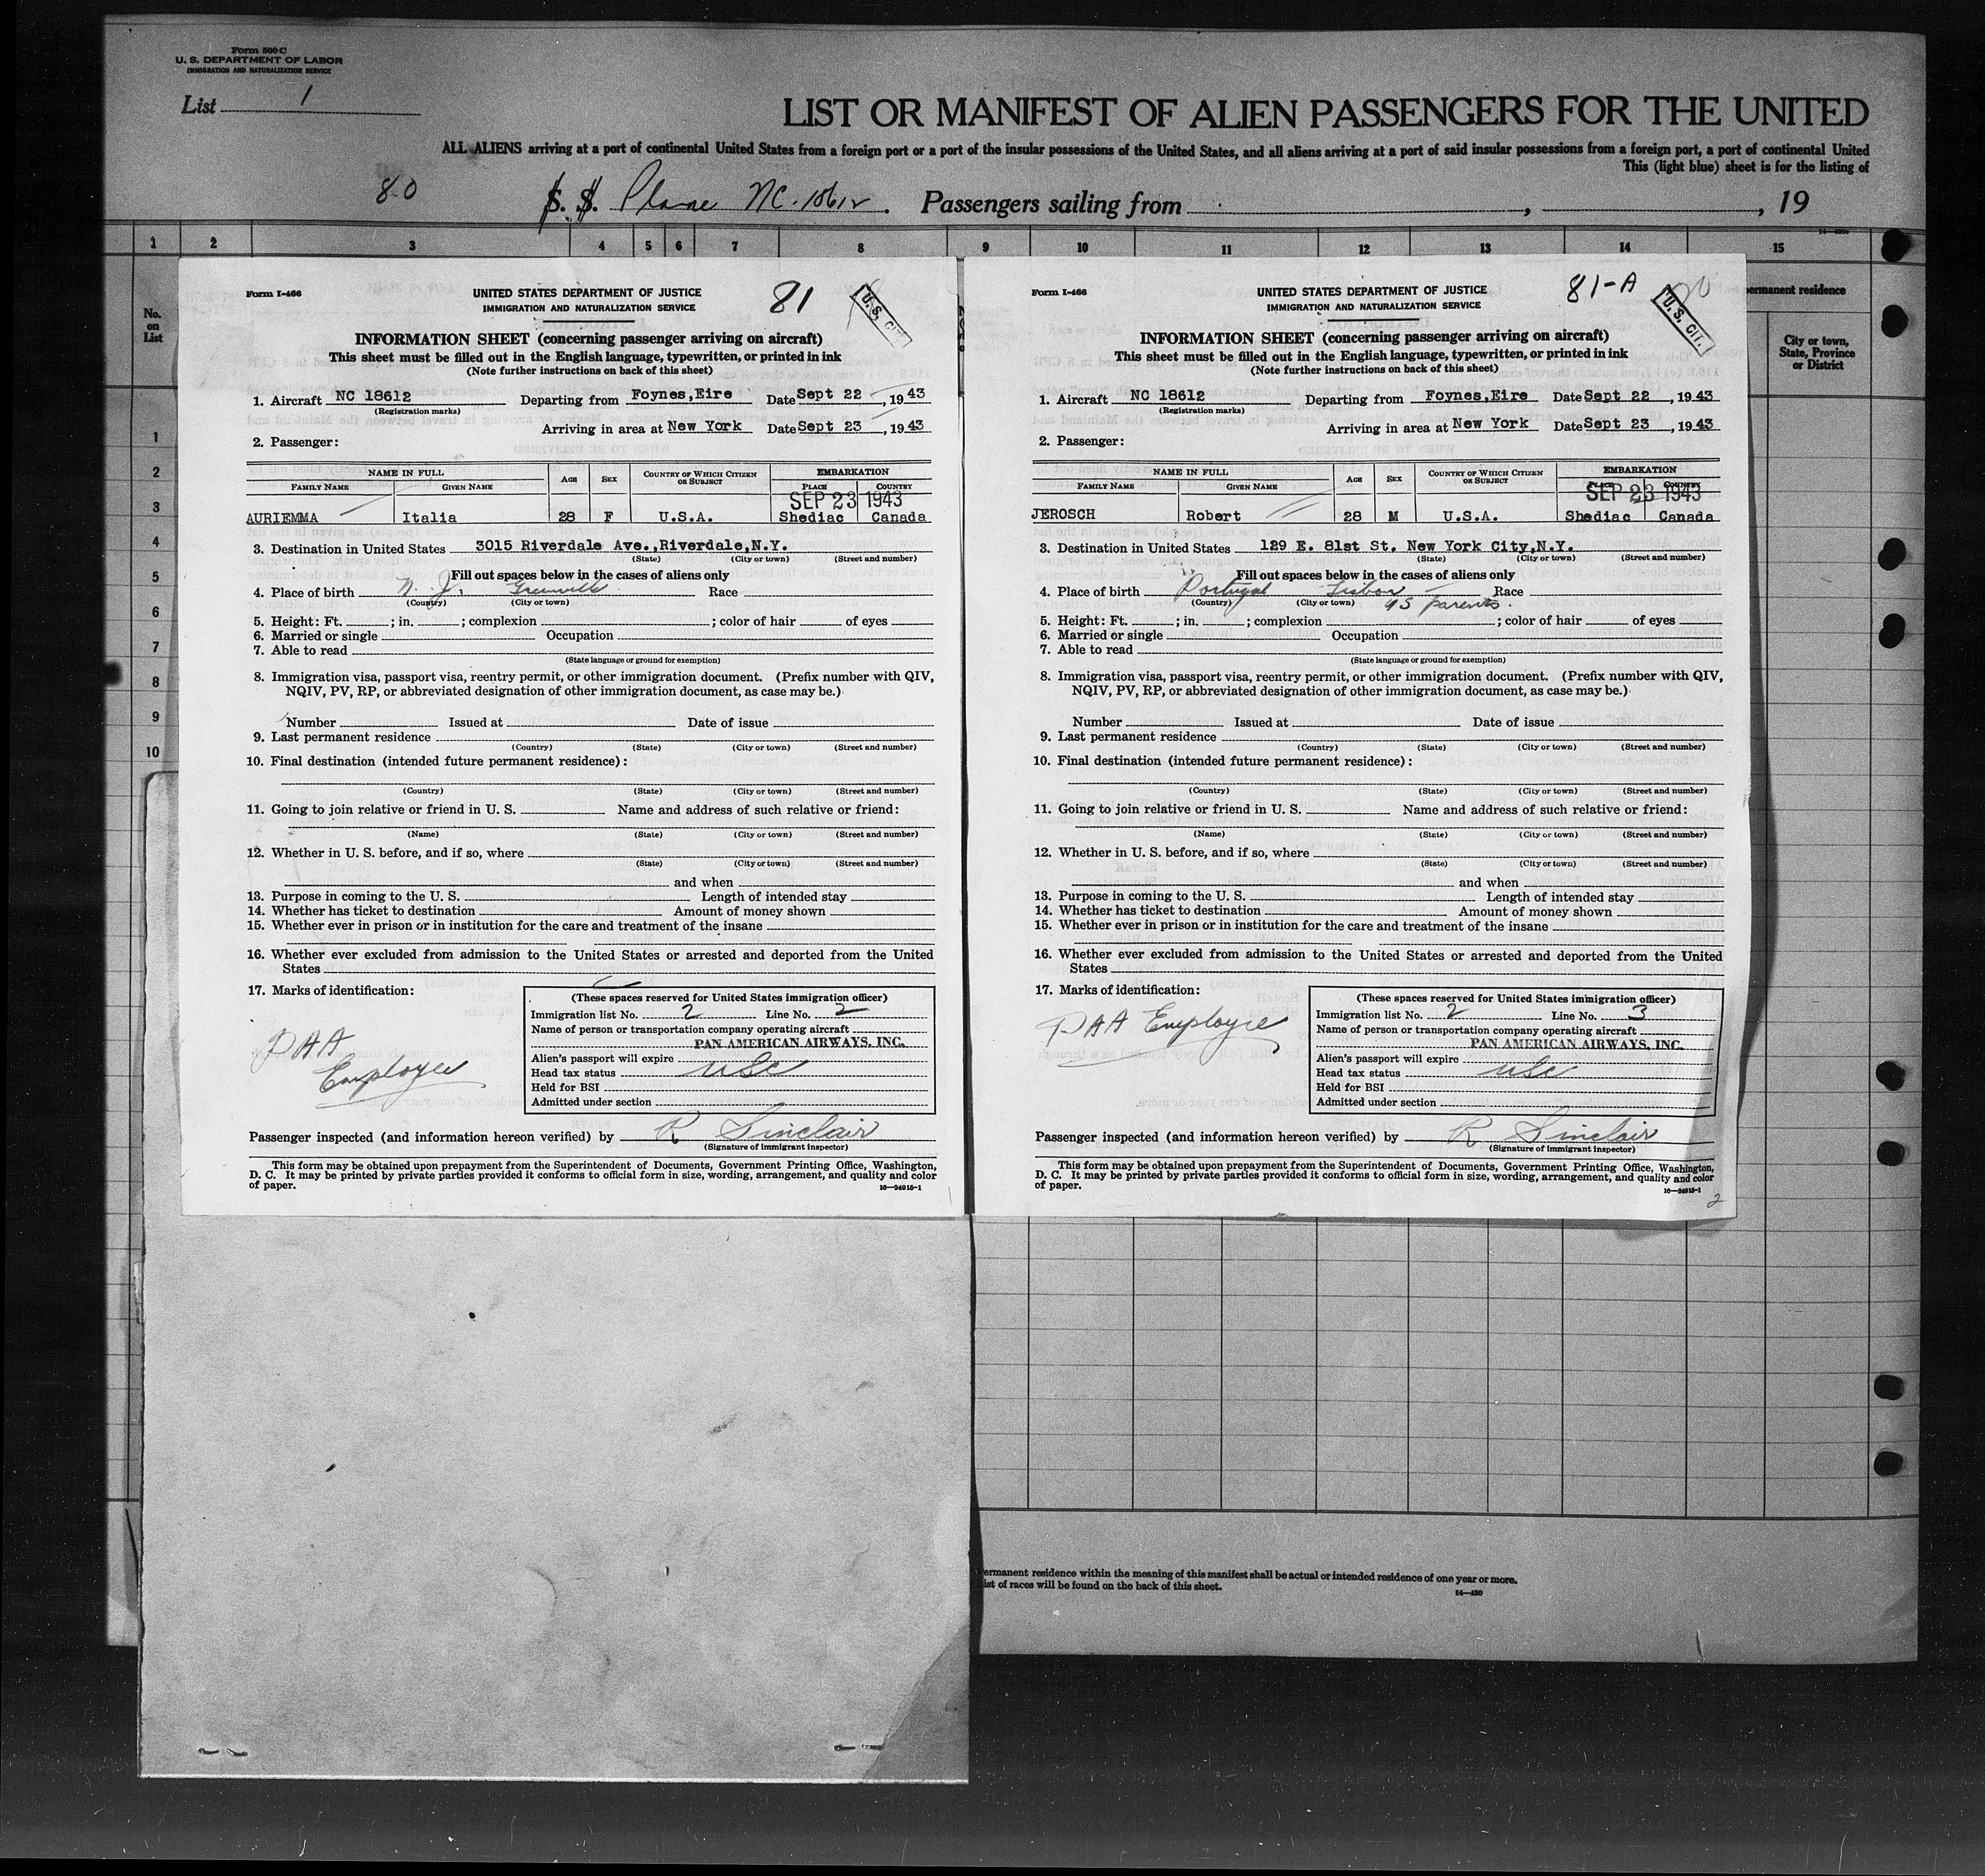 Form 500 C
U. S. DEPARTMENT OF LABOR
IMMIGRATION AND NATURALIZATION SERVICE
List 1
LIST OR MANIFEST OF ALIEN PASSENGERS FOR THE UNITED
ALL ALIENS arriving at a port of continental United States from a foreign port or a port of the insular possessions of the United States, and all aliens arriving at a port of said insular possessions from a foreign port, a port of continental United
This (light blue) sheet is for the listing of
80 S. S. Plane NC. 18612. Passengers sailing from , , 19
1 2 3 4 5 6 7 8 9 10 11 12 13 14 15
No. on List
1
2
3
4
5
6
7
8
9
10
Form I-466
UNITED STATES DEPARTMENT OF JUSTICE
IMMIGRATION AND NATURALIZATION SERVICE
81
U. S. CIT.
INFORMATION SHEET (concerning passenger arriving on aircraft)
This sheet must be filled out in the English language, typewritten, or printed in ink
(Note further instructions on back of this sheet)
1. Aircraft NC 18612 Departing from Foynes,Eire Date Sept 22, 1943
(Registration marks)
Arriving in area at New York Date Sept 23, 1943
2. Passenger:
NAME IN FULL AGE SEX COUNTRY OF WHICH CITIZEN OR SUBJECT EMBARKATION
FAMILY NAME GIVEN NAME PLACE COUNTRY
SEP 23 1943
AURIEMMA Italia 28 F U.S.A. Shediac Canada
3. Destination in United States 3015 Riverdale Ave.,Riverdale,N.Y.
(State) (City or town) (Street and number)
Fill out spaces below in the cases of aliens only
4. Place of birth N. J. Greenville Race
(Country) (City or town)
5. Height: Ft. ; in. ; complexion ; color of hair of eyes
6. Married or single Occupation
7. Able to read
(State language or ground for exemption)
8. Immigration visa, passport visa, reentry permit, or other immigration document. (Prefix number with QIV,
NQIV, PV, RP, or abbreviated designation of other immigration document, as case may be.)
Number Issued at Date of issue
9. Last permanent residence
(Country) (State) (City or town) (Street and number)
10. Final destination (intended future permanent residence):
(Country) (State) (City or town) (Street and number)
11. Going to join relative or friend in U. S. Name and address of such relative or friend:
(Name) (State) (City or town) (Street and number)
12. Whether in U. S. before, and if so, where
(State) (City or town) (Street and number)
and when
13. Purpose in coming to the U. S. Length of intended stay
14. Whether has ticket to destination Amount of money shown
15. Whether ever in prison or in institution for the care and treatment of the insane
16. Whether ever excluded from admission to the United States or arrested and deported from the United
States
17. Marks of identification:
PAA
Employee
(These spaces reserved for United States immigration officer)
Immigration list No. 2 Line No. 2
Name of person or transportation company operating aircraft
PAN AMERICAN AIRWAYS, INC.
Alien's passport will expire
Head tax status USC
Held for BSI
Admitted under section
Passenger inspected (and information hereon verified) by R Sinclair
(Signature of immigrant inspector)
This form may be obtained upon prepayment from the Superintendent of Documents, Government Printing Office, Washington,
D. C. It may be printed by private parties provided it conforms to official form in size, wording, arrangement, and quality and color
of paper.
16—24915-1
Form I-466
UNITED STATES DEPARTMENT OF JUSTICE
IMMIGRATION AND NATURALIZATION SERVICE
81-A
U. S. CIT.
INFORMATION SHEET (concerning passenger arriving on aircraft)
This sheet must be filled out in the English language, typewritten, or printed in ink
(Note further instructions on back of this sheet)
1. Aircraft NC 18612 Departing from Foynes,Eire Date Sept 22, 1943
(Registration marks)
Arriving in area at New York Date Sept 23, 1943
2. Passenger:
NAME IN FULL AGE SEX COUNTRY OF WHICH CITIZEN OR SUBJECT EMBARKATION
FAMILY NAME GIVEN NAME PLACE COUNTRY
SEP 23 1943
JEROSCH Robert 28 M U.S.A. Shediac Canada
3. Destination in United States 129 E. 81st St. New York City,N.Y.
(State) (City or town) (Street and number)
Fill out spaces below in the cases of aliens only
4. Place of birth Portugal Lisbon Race
(Country) (City or town) US parents.
5. Height: Ft. ; in. ; complexion ; color of hair of eyes
6. Married or single Occupation
7. Able to read
(State language or ground for exemption)
8. Immigration visa, passport visa, reentry permit, or other immigration document. (Prefix number with QIV,
NQIV, PV, RP, or abbreviated designation of other immigration document, as case may be.)
Number Issued at Date of issue
9. Last permanent residence
(Country) (State) (City or town) (Street and number)
10. Final destination (intended future permanent residence):
(Country) (State) (City or town) (Street and number)
11. Going to join relative or friend in U. S. Name and address of such relative or friend:
(Name) (State) (City or town) (Street and number)
12. Whether in U. S. before, and if so, where
(State) (City or town) (Street and number)
and when
13. Purpose in coming to the U. S. Length of intended stay
14. Whether has ticket to destination Amount of money shown
15. Whether ever in prison or in institution for the care and treatment of the insane
16. Whether ever excluded from admission to the United States or arrested and deported from the United
States
17. Marks of identification:
PAA Employee
(These spaces reserved for United States immigration officer)
Immigration list No. 2 Line No. 3
Name of person or transportation company operating aircraft
PAN AMERICAN AIRWAYS, INC.
Alien's passport will expire
Head tax status USC
Held for BSI
Admitted under section
Passenger inspected (and information hereon verified) by R Sinclair
(Signature of immigrant inspector)
This form may be obtained upon prepayment from the Superintendent of Documents, Government Printing Office, Washington,
D. C. It may be printed by private parties provided it conforms to official form in size, wording, arrangement, and quality and color
of paper.
16—24915-1
2
permanent residence
City or town,
State, Province
or District
ermanent residence within the meaning of this manifest shall be actual or intended residence of one year or more.
ist of races will be found on the back of this sheet.
14—430